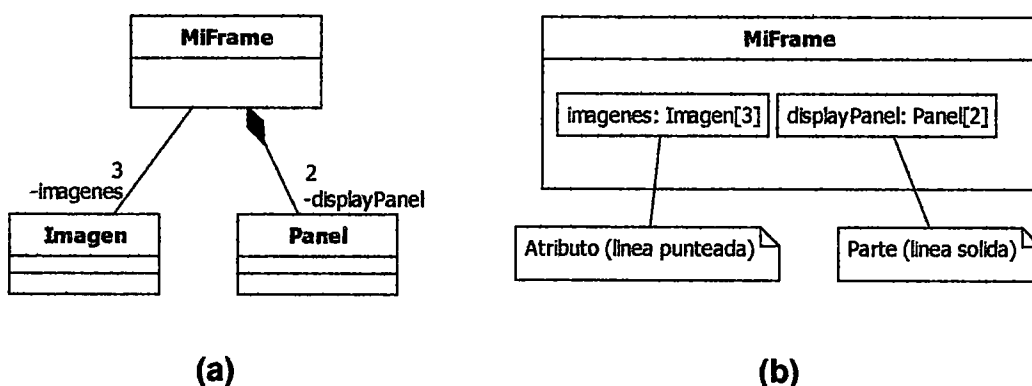 MiFrame
3
-imagenes
2
-displayPanel
Imagen
Panel
(a)
MiFrame
imagenes: Imagen[3]
displayPanel: Panel[2]
Atributo (linea punteada)
Parte (linea solida)
(b)